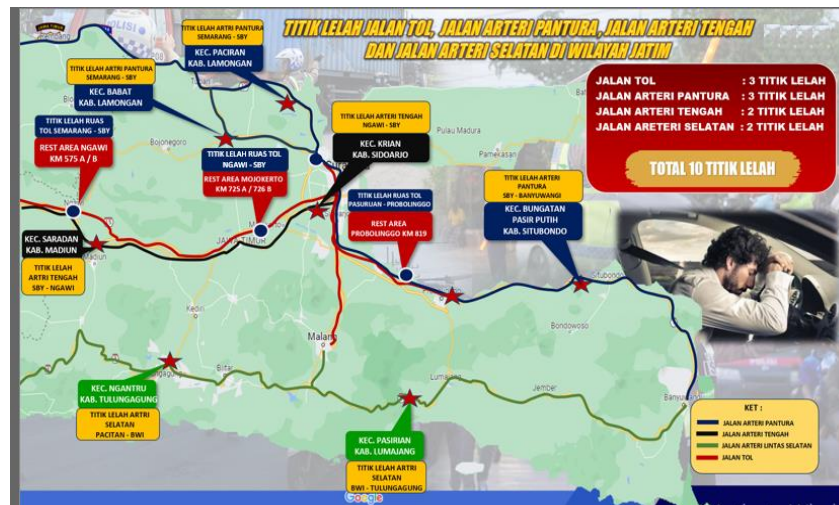 TITIK LELAH JALAN TOL, JALAN ARTERI PANTURA, JALAN ARTERI TENGAH
DAN JALAN ARTERI SELATAN DI WILAYAH JATIM
JALAN TOL : 3 TITIK LELAH
JALAN ARTERI PANTURA : 3 TITIK LELAH
JALAN ARTERI TENGAH : 2 TITIK LELAH
JALAN ARETERI SELATAN : 2 TITIK LELAH
TOTAL 10 TITIK LELAH
TITIK LELAH ARTRI PANTURA
SEMARANG - SBY
KEC. PACIRAN
KAB. LAMONGAN
TITIK LELAH ARTRI PANTURA
SEMARANG - SBY
KEC. BABAT
KAB. LAMONGAN
TITIK LELAH RUAS
TOL SEMARANG - SBY
REST AREA NGAWI
KM 575 A / B
TITIK LELAH RUAS TOL
NGAWI - SBY
REST AREA MOJOKERTO
KM 725 A / 726 B
TITIK LELAH ARTERI TENGAH
NGAWI - SBY
KEC. KRIAN
KAB. SIDOARJO
TITIK LELAH RUAS TOL
PASURUAN - PROBOLINGGO
REST AREA
PROBOLINGGO KM 819
TITIK LELAH ARTERI
PANTURA
SBY - BANYUWANGI
KEC. BUNGATAN
PASIR PUTIH
KAB. SITUBONDO
KEC. SARADAN
KAB. MADIUN
TITIK LELAH
ARTRI TENGAH
SBY - NGAWI
KEC. NGANTRU
KAB. TULUNGAGUNG
TITIK LELAH ARTRI
SELATAN
PACITAN - BWI
KEC. PASIRIAN
KAB. LUMAJANG
TITIK LELAH ARTRI
SELATAN
BWI - TULUNGAGUNG
Bojonegoro
Pulau Madura
Pamekasan
JAWA TIMUR
Madiun
Kediri
Malang
Blitar
Lumajang
Jember
Bondowoso
Situbondo
KET :
JALAN ARTERI PANTURA
JALAN ARTERI TENGAH
JALAN ARTERI LINTAS SELATAN
JALAN TOL
Google